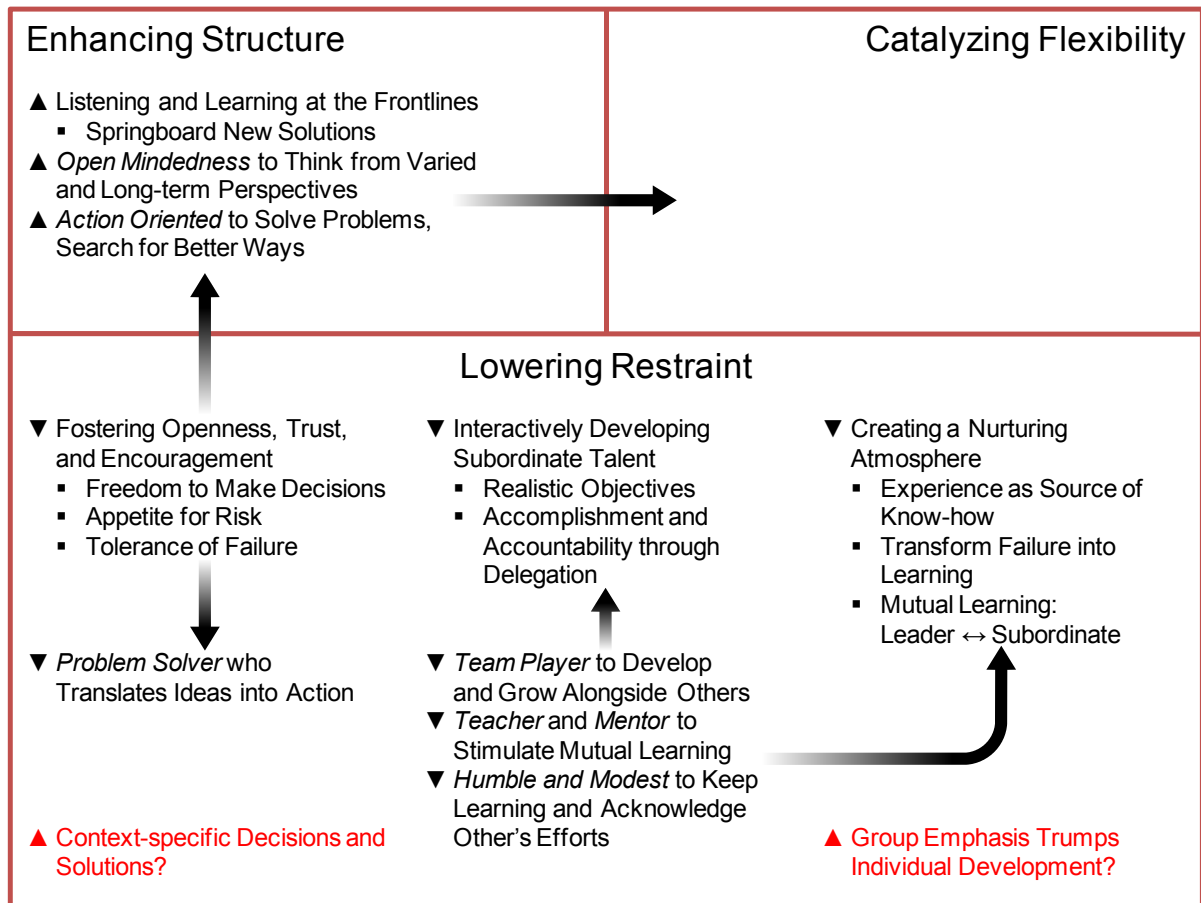 Enhancing Structure
Catalyzing Flexibility
▲ Listening and Learning at the Frontlines
▪ Springboard New Solutions
▲ Open Mindedness to Think from Varied
and Long-term Perspectives
▲ Action Oriented to Solve Problems,
Search for Better Ways
Lowering Restraint
▼ Fostering Openness, Trust,
and Encouragement
▪ Freedom to Make Decisions
▪ Appetite for Risk
▪ Tolerance of Failure
▼ Problem Solver who
Translates Ideas into Action
▲ Context-specific Decisions and
Solutions?
▼ Interactively Developing
Subordinate Talent
▪ Realistic Objectives
▪ Accomplishment and
Accountability through
Delegation
▼ Team Player to Develop
and Grow Alongside Others
▼ Teacher and Mentor to
Stimulate Mutual Learning
▼ Humble and Modest to Keep
Learning and Acknowledge
Other's Efforts
▼ Creating a Nurturing
Atmosphere
▪ Experience as Source of
Know-how
▪ Transform Failure into
Learning
▪ Mutual Learning:
Leader ↔ Subordinate
▲ Group Emphasis Trumps
Individual Development?